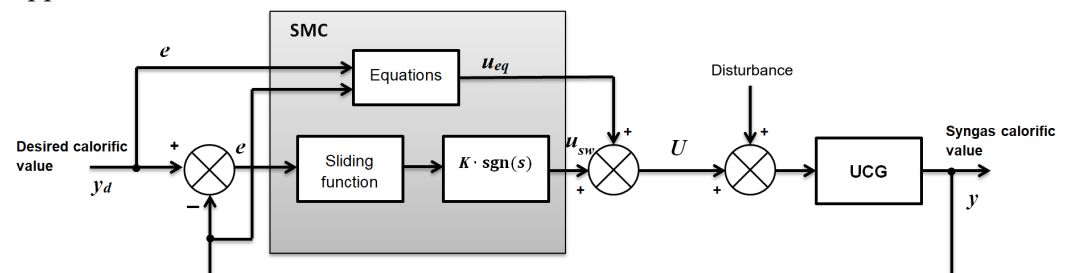 SMC
e
Equations
u_eq
Disturbance
Desired calorific
value
y_d
+
−
e
Sliding
function
K · sgn(s)
u_sw
+
+
U
+
+
UCG
Syngas calorific
value
y